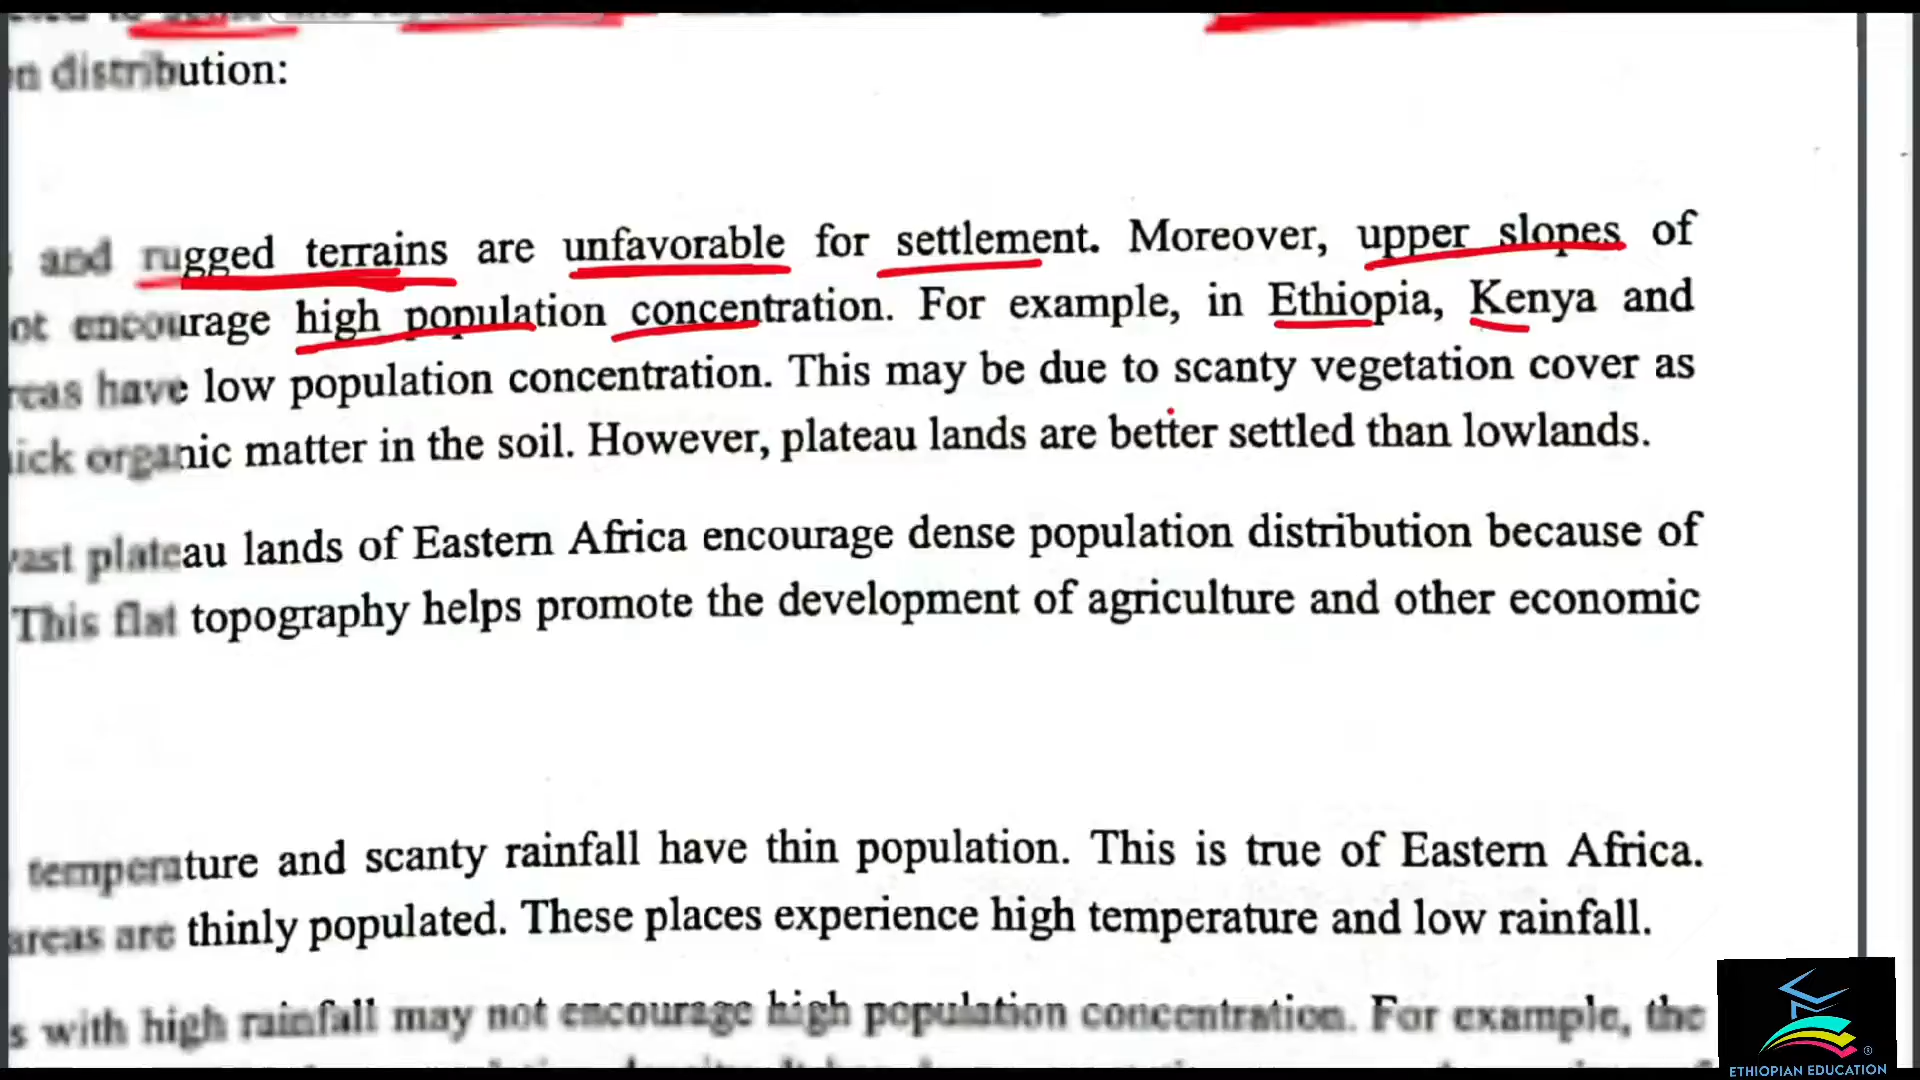 distribution:
and rugged terrains are unfavorable for settlement. Moreover, upper slopes of
encourage high population concentration. For example, in Ethiopia, Kenya and
have low population concentration. This may be due to scanty vegetation cover as
organic matter in the soil. However, plateau lands are better settled than lowlands.
plateau lands of Eastern Africa encourage dense population distribution because of
This flat topography helps promote the development of agriculture and other economic
temperature and scanty rainfall have thin population. This is true of Eastern Africa.
areas are thinly populated. These places experience high temperature and low rainfall.
with high rainfall may not encourage high population concentration. For example, the
ETHIOPIAN EDUCATION